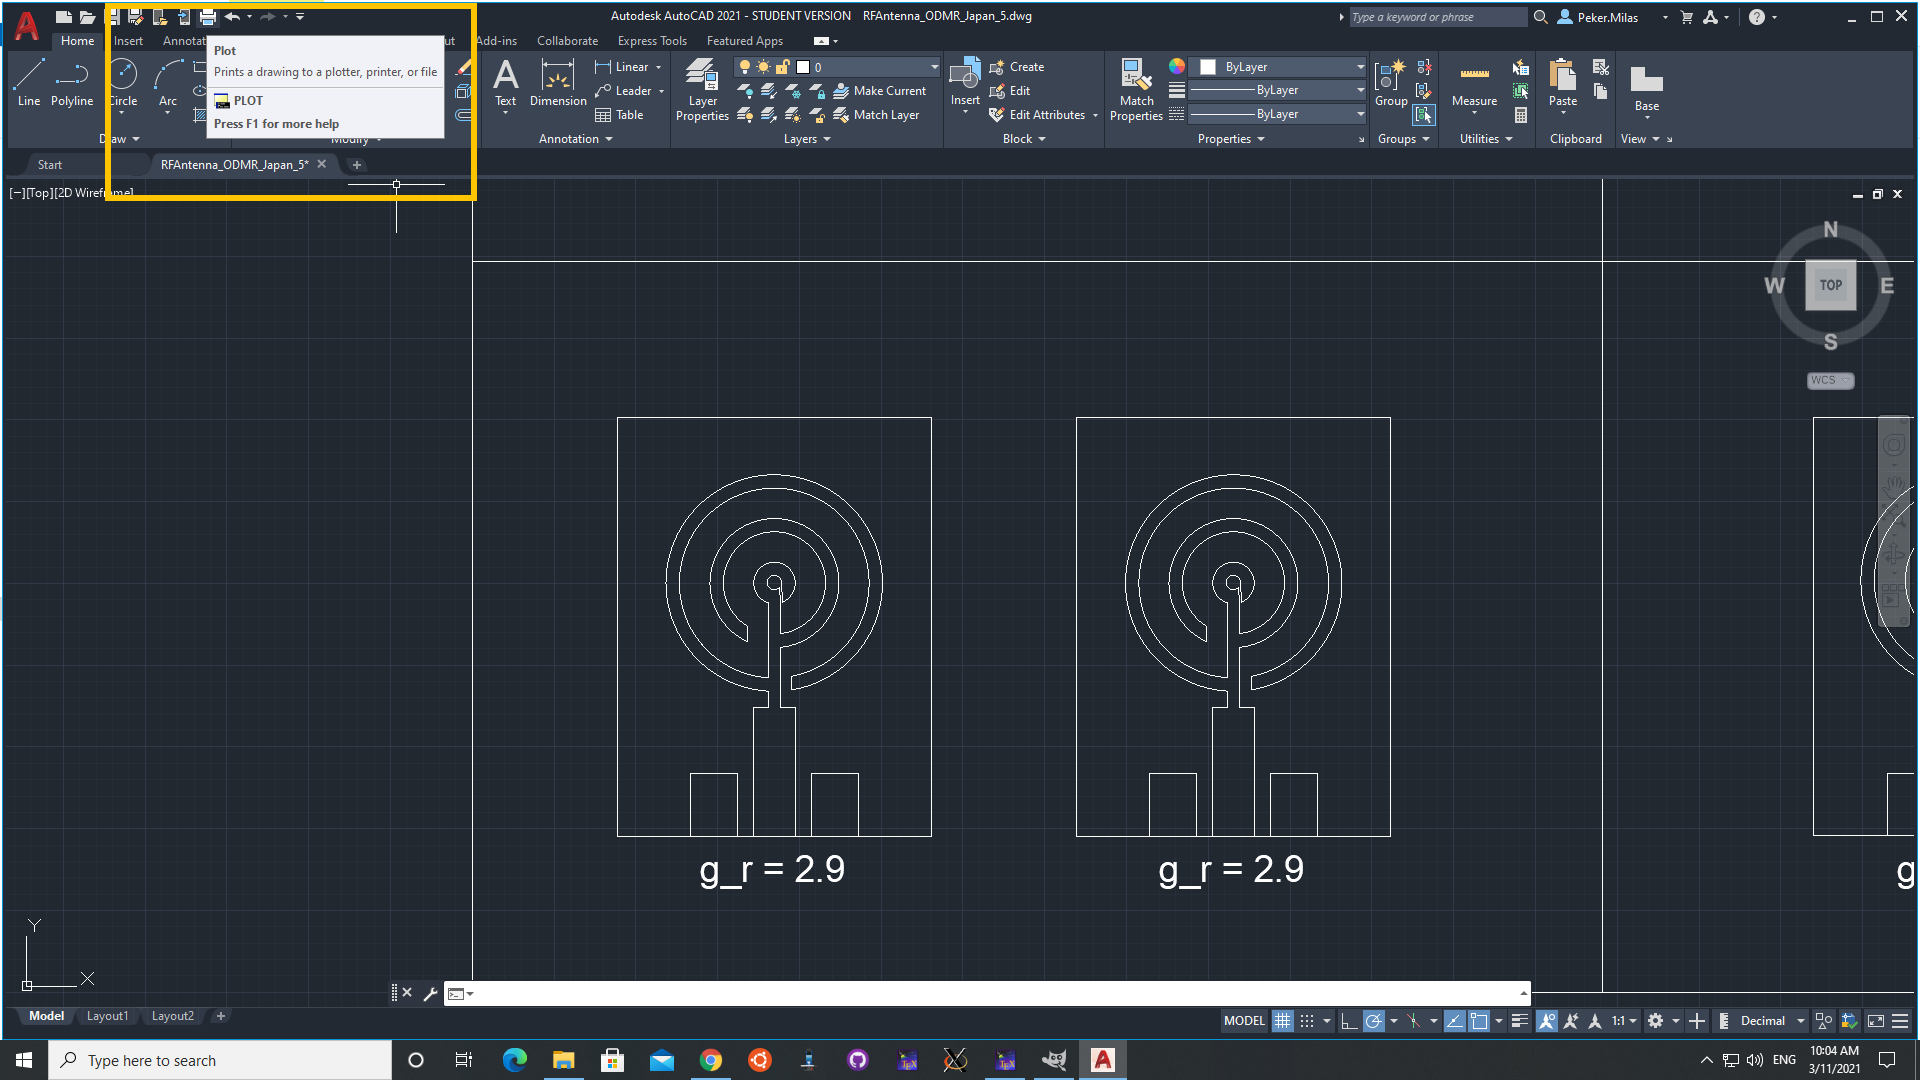 Autodesk AutoCAD 2021 - STUDENT VERSION RFAntenna_ODMR_Japan_5.dwg
Type a keyword or phrase
Peker.Milas
Home Insert Annotat ut Add-ins Collaborate Express Tools Featured Apps
Plot
Prints a drawing to a plotter, printer, or file
PLOT
Press F1 for more help
Line Polyline Circle Arc
Draw
Modify
Text Dimension
Linear
Leader
Table
Annotation
Layer Properties
0
Make Current
Match Layer
Layers
Insert
Create
Edit
Edit Attributes
Block
Match Properties
ByLayer
ByLayer
ByLayer
Properties
Group
Groups
Measure
Utilities
Paste
Clipboard
Base
View
Start RFAntenna_ODMR_Japan_5*
[−][Top][2D Wireframe]
N
W TOP E
S
WCS
g_r = 2.9 g_r = 2.9 g
Y
X
Model Layout1 Layout2
MODEL 1:1 Decimal
Type here to search
ENG
10:04 AM
3/11/2021